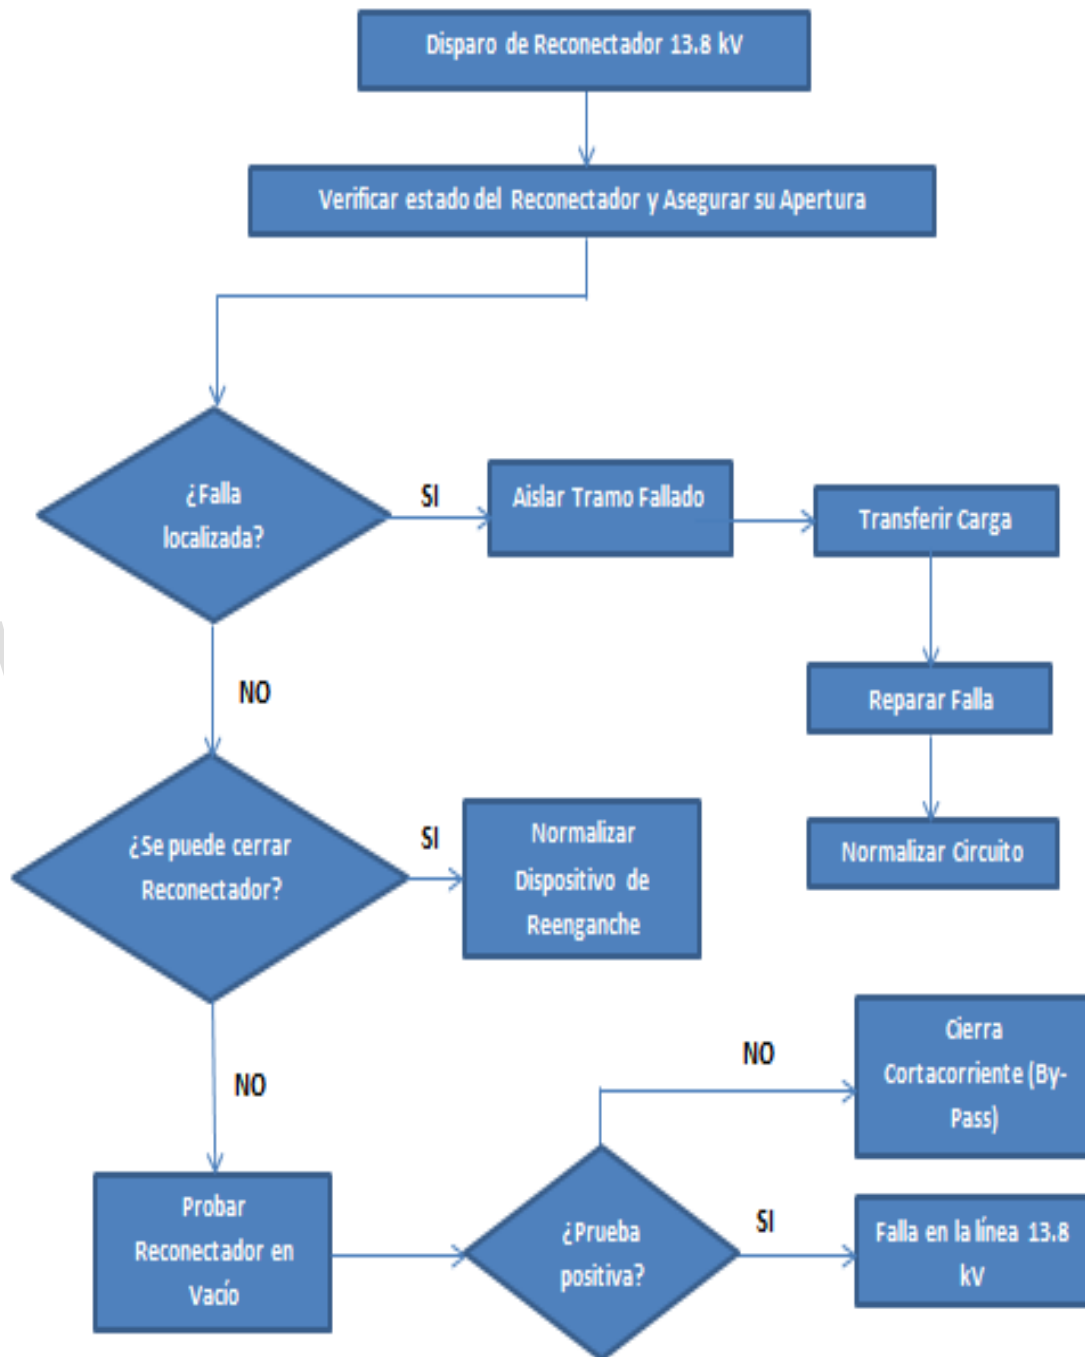 Disparo de Reconectador 13.8 kV
Verificar estado del Reconectador y Asegurar su Apertura
¿Falla
localizada?
SI
Aislar Tramo Fallado
Transferir Carga
Reparar Falla
Normalizar Circuito
NO
¿Se puede cerrar
Reconectador?
SI
Normalizar
Dispositivo de
Reenganche
NO
Probar
Reconectador en
Vacío
¿Prueba
positiva?
NO
Cierra
Cortacorriente (By-
Pass)
SI
Falla en la línea 13.8
kV